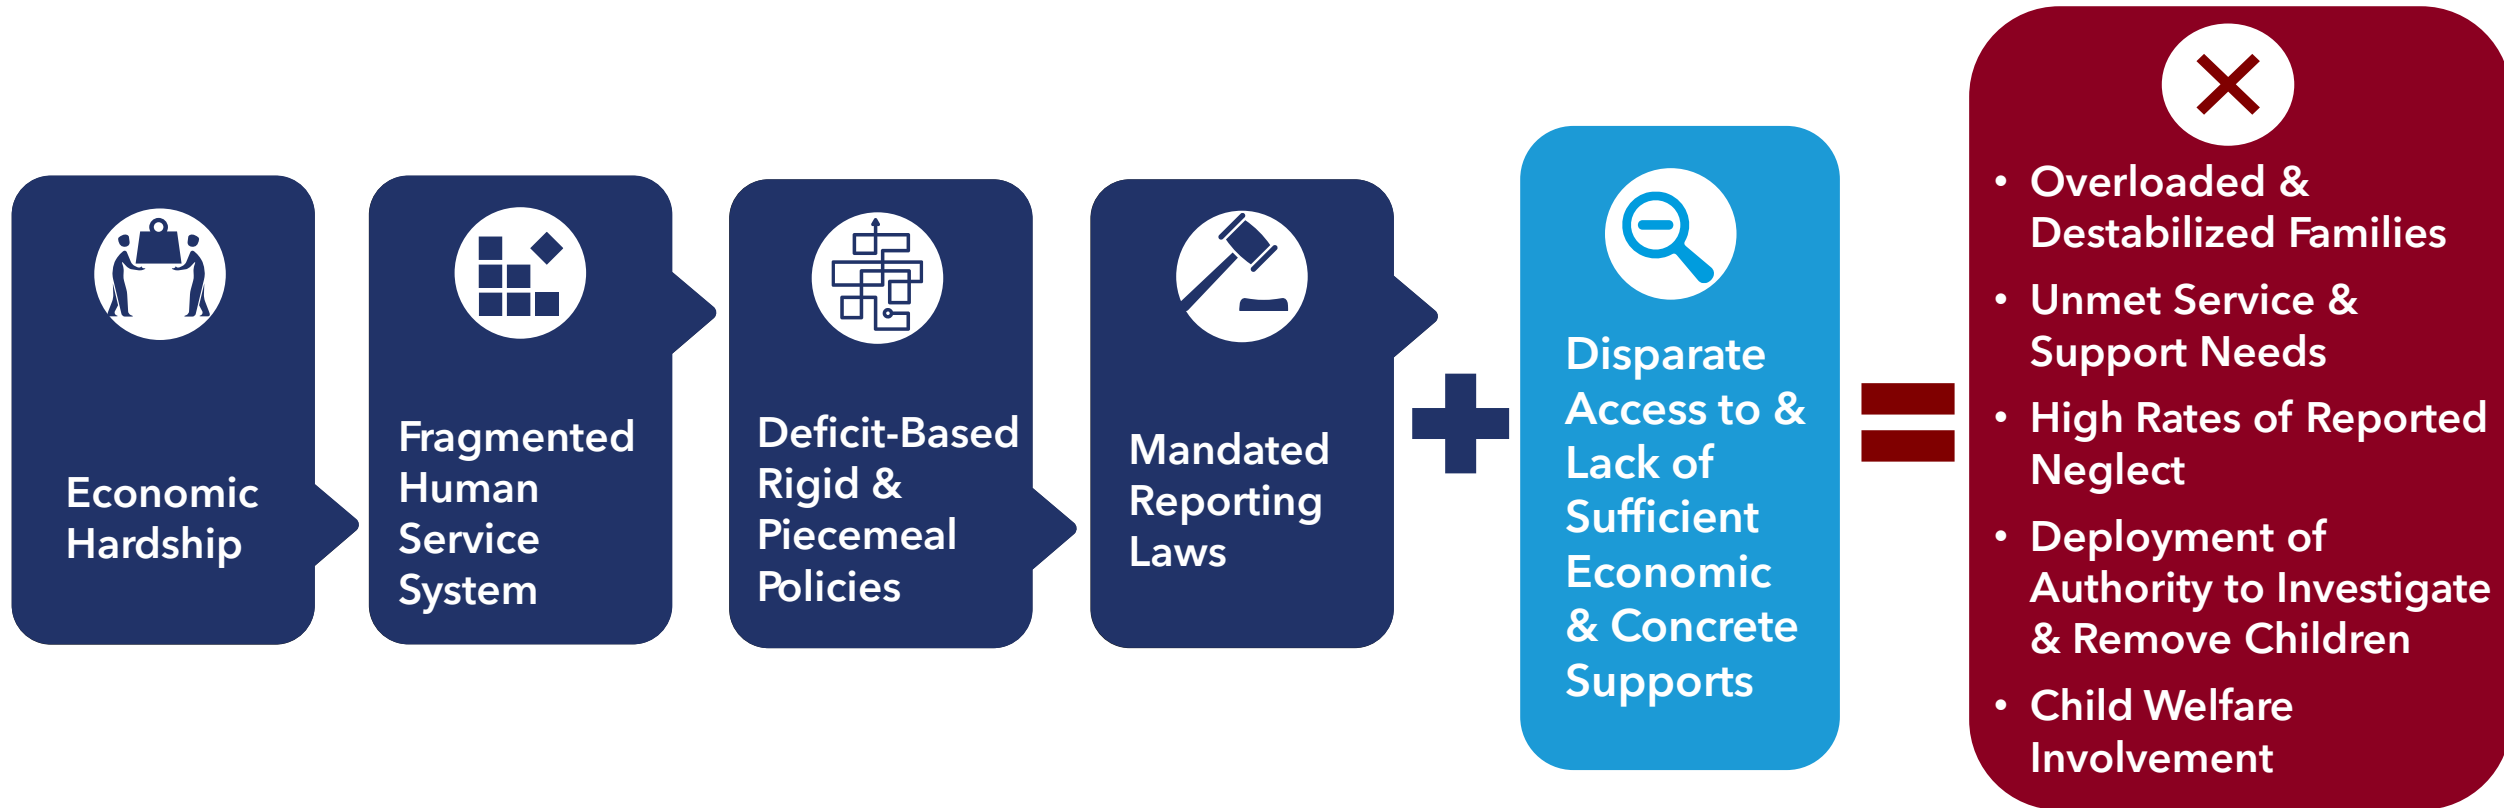 Economic
Hardship
Fragmented
Human
Service
System
Deficit-Based
Rigid &
Piecemeal
Policies
Mandated
Reporting
Laws
Disparate
Access to &
Lack of
Sufficient
Economic
& Concrete
Supports
• Overloaded &
Destabilized Families
• Unmet Service &
Support Needs
• High Rates of Reported
Neglect
• Deployment of
Authority to Investigate
& Remove Children
• Child Welfare
Involvement